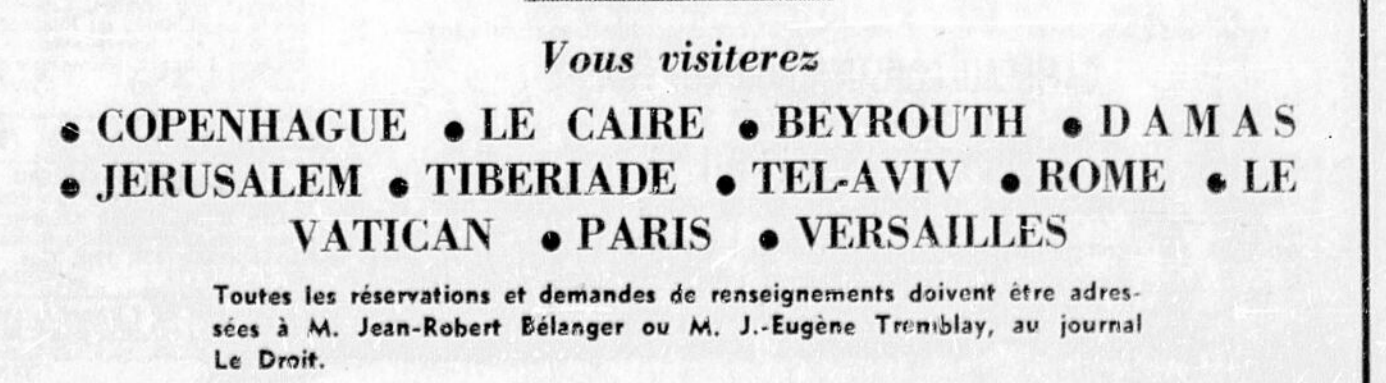 Vous visiterez
• COPENHAGUE • LE CAIRE • BEYROUTH • DAMAS
• JERUSALEM • TIBERIADE • TEL-AVIV • ROME • LE
VATICAN • PARIS • VERSAILLES
Toutes les réservations et demandes de renseignements doivent être adres-
sées à M. Jean-Robert Bélanger ou M. J.-Eugène Tremblay, au journal
Le Droit.